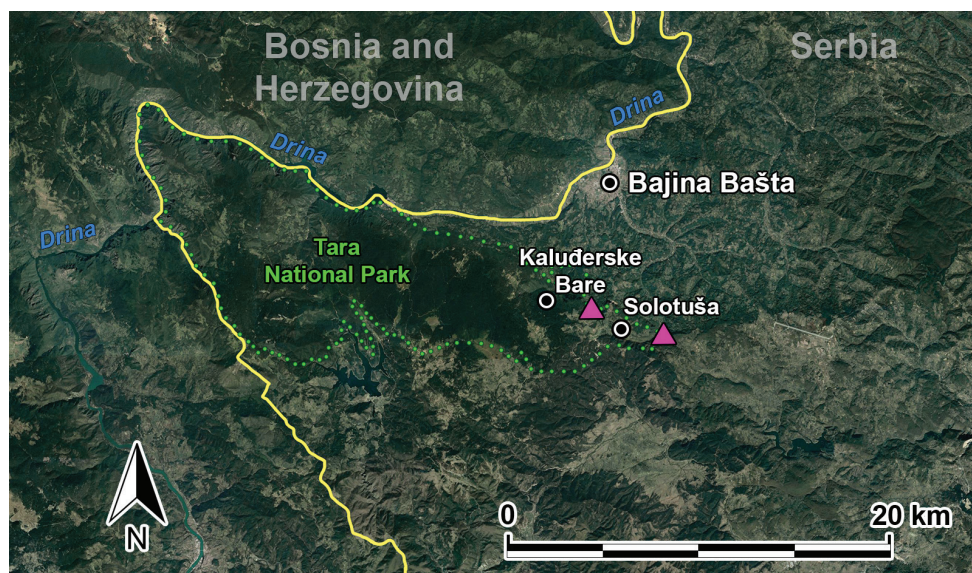 Bosnia and
Herzegovina
Serbia
Drina
Drina
Bajina Bašta
Drina
Tara
National Park
Kaluđerske
Bare
Solotuša
N
0
20 km